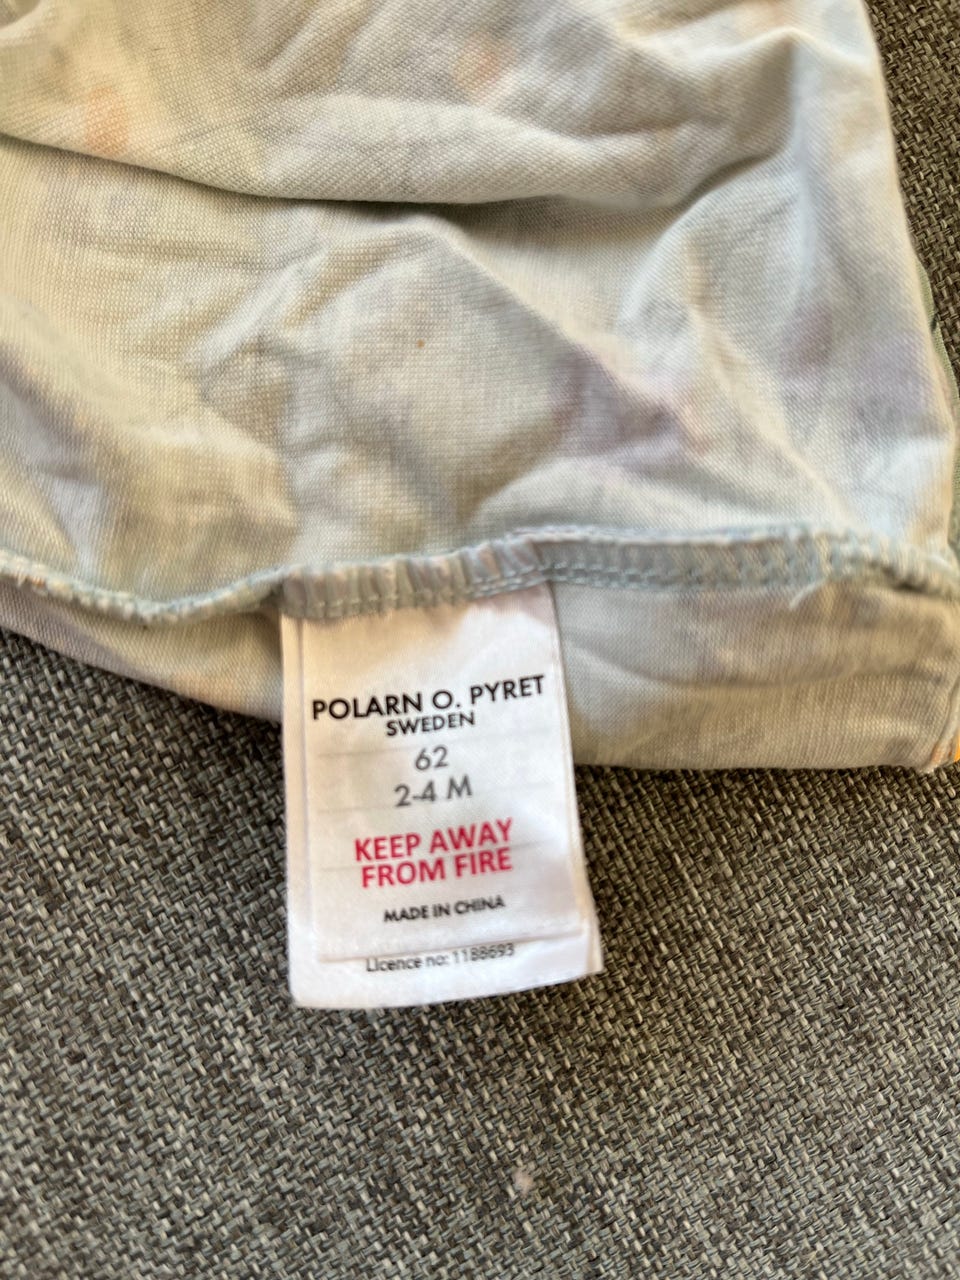 POLARN O. PYRET
SWEDEN
62
2-4 M
KEEP AWAY
FROM FIRE
MADE IN CHINA
Licence no: 1188693